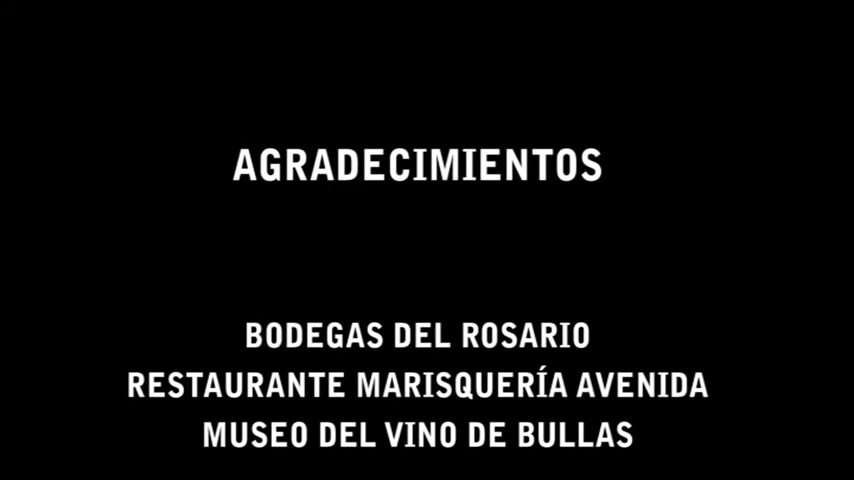 AGRADECIMIENTOS
BODEGAS DEL ROSARIO
RESTAURANTE MARISQUERÍA AVENIDA
MUSEO DEL VINO DE BULLAS